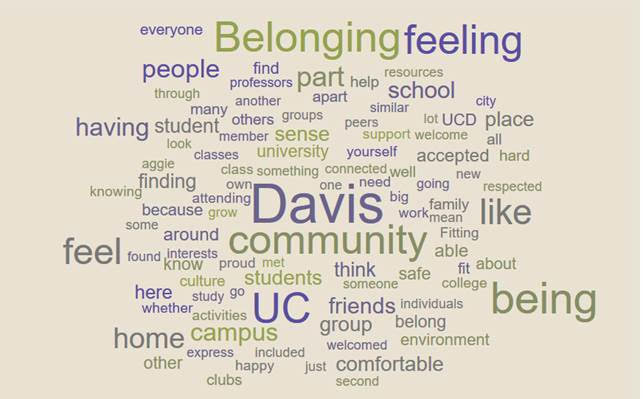 everyone Belonging feeling
people find part help resources
through professors school
another apart similar city
many others groups peers lot UCD place
having student member sense support welcome all
look classes university yourself accepted hard
aggie class something connected well new
finding own one need going respected
knowing attending Davis big family
because grow work mean like
some around community Fitting
feel found interests able
know proud met think safe fit about
culture students someone college
here study go UC friends individuals being
whether activities group belong
home campus welcomed environment
express included comfortable
other happy just
clubs second